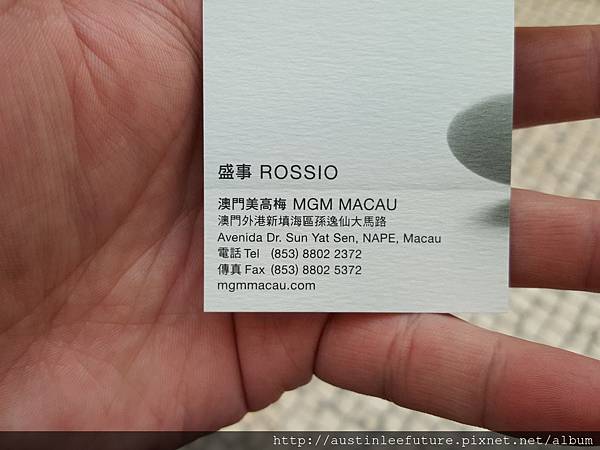 盛事 ROSSIO
澳門美高梅 MGM MACAU
澳門外港新填海區孫逸仙大馬路
Avenida Dr. Sun Yat Sen, NAPE, Macau
電話 Tel (853) 8802 2372
傳真 Fax (853) 8802 5372
mgmmacau.com
http://austinleefuture.pixnet.net/album